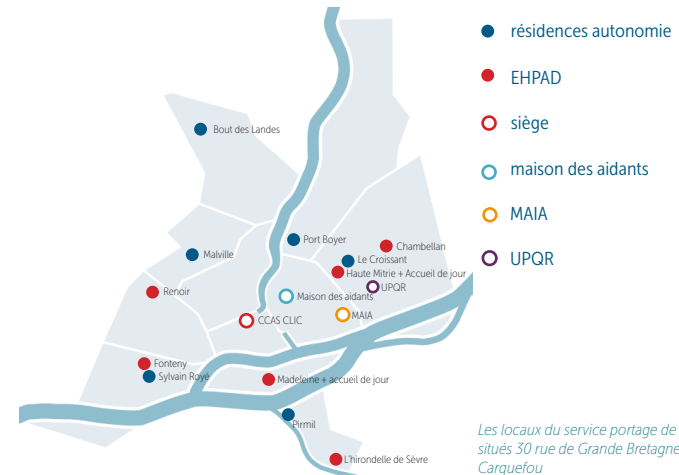 résidences autonomie
EHPAD
siège
maison des aidants
MAIA
UPQR
Bout des Landes
Port Boyer
Chambellan
Malville
Le Croissant
Haute Mitrie + Accueil de jour
UPQR
Renoir
Maison des aidants
CCAS CLIC
MAIA
Fonteny
Sylvain Royé
Madeleine + accueil de jour
Pirmil
L'hirondelle de Sèvre
Les locaux du service portage de
situés 30 rue de Grande Bretagne
Carquefou